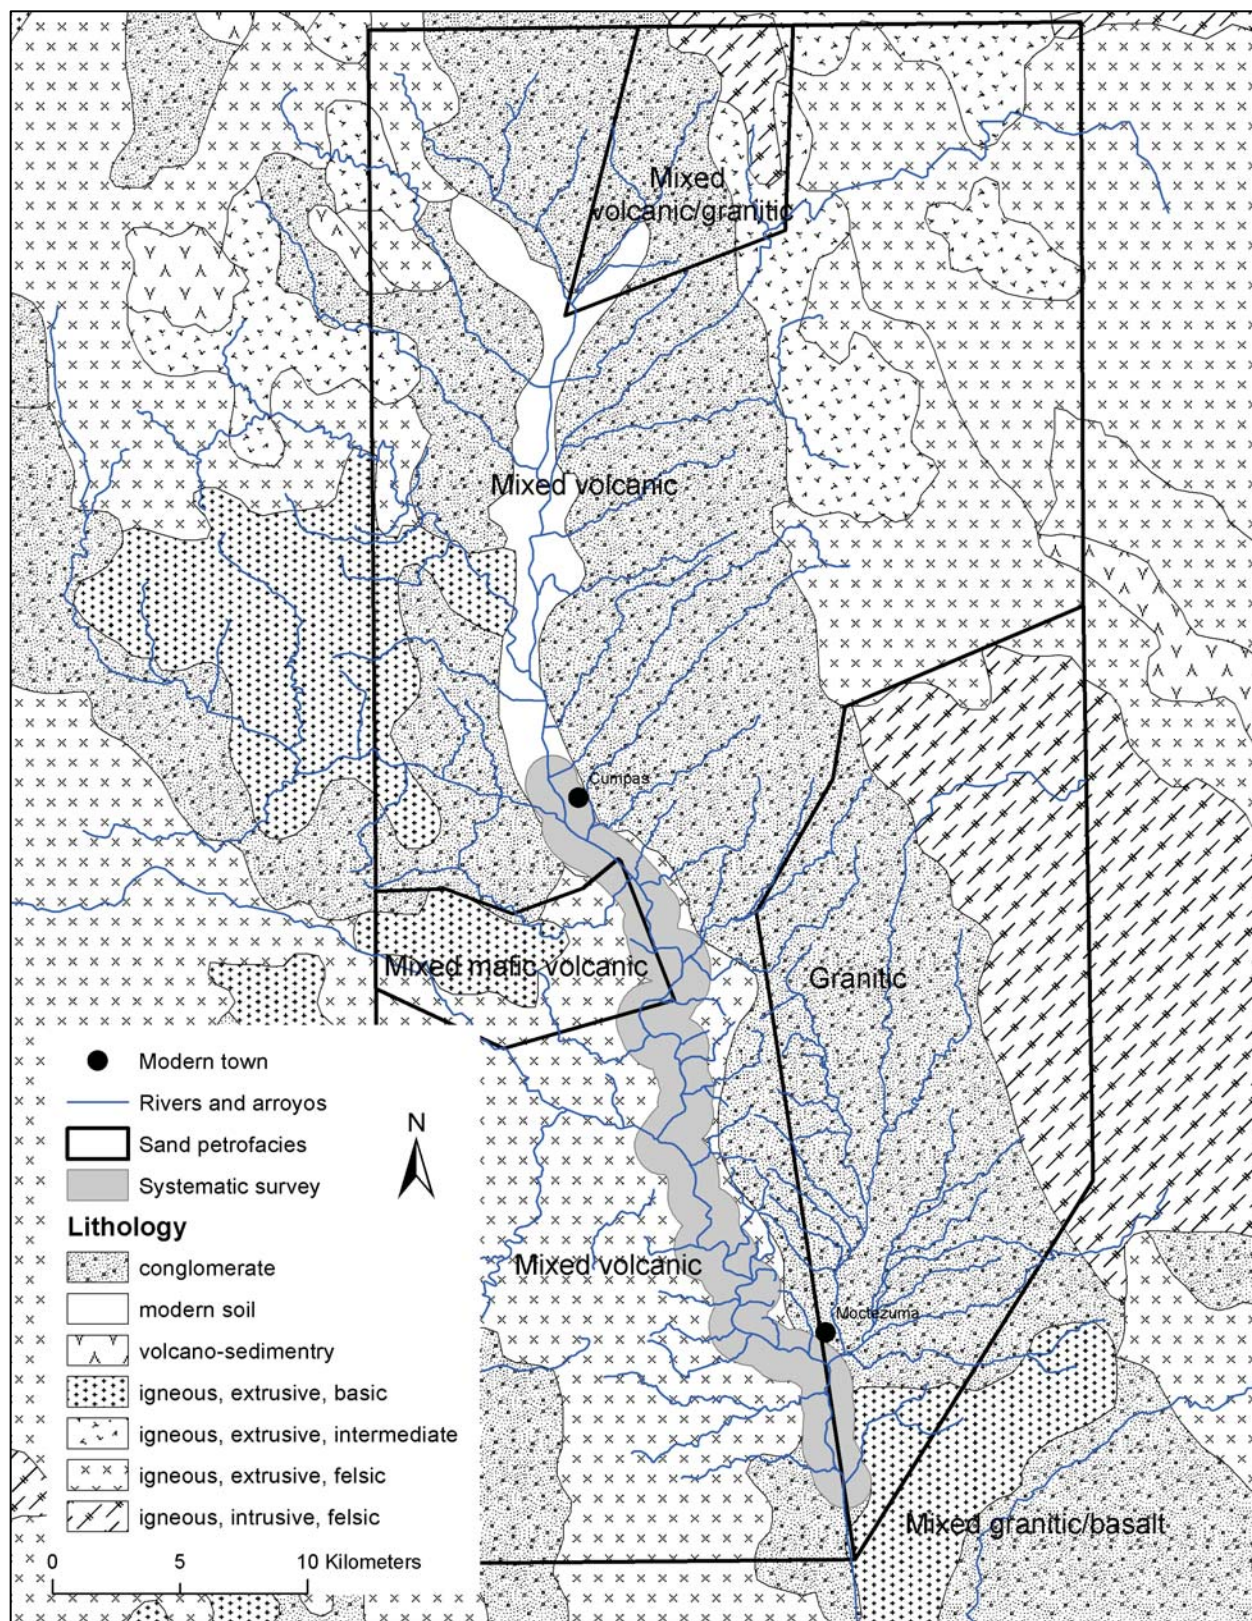 Mixed
volcanic/granitic
Mixed volcanic
Cumpas
Mixed mafic volcanic
Granitic
Mixed volcanic
Moctezuma
Mixed granitic/basalt
Modern town
Rivers and arroyos
Sand petrofacies
Systematic survey
N
Lithology
conglomerate
modern soil
volcano-sedimentry
igneous, extrusive, basic
igneous, extrusive, intermediate
igneous, extrusive, felsic
igneous, intrusive, felsic
0 5 10 Kilometers